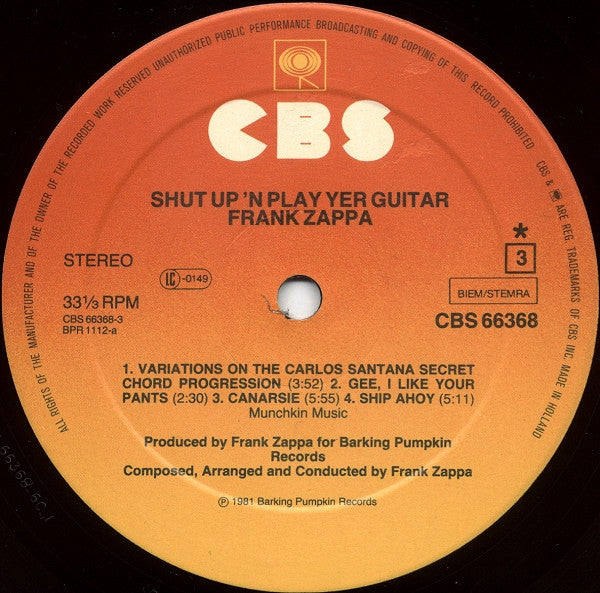 ALL RIGHTS OF THE MANUFACTURER AND OF THE OWNER OF THE RECORDED WORK RESERVED UNAUTHORIZED PUBLIC PERFORMANCE BROADCASTING AND COPYING OF THIS RECORD PROHIBITED CBS & ARE REG. TRADEMARKS OF CBS INC. MADE IN HOLLAND
CBS
SHUT UP 'N PLAY YER GUITAR
FRANK ZAPPA
STEREO
LC-0149
*
3
33⅓ RPM
BIEM/STEMRA
CBS 66368-3
BPR 1112-a
CBS 66368
1. VARIATIONS ON THE CARLOS SANTANA SECRET
CHORD PROGRESSION (3:52) 2. GEE, I LIKE YOUR
PANTS (2:30) 3. CANARSIE (5:55) 4. SHIP AHOY (5:11)
Munchkin Music
Produced by Frank Zappa for Barking Pumpkin
Records
Composed, Arranged and Conducted by Frank Zappa
℗ 1981 Barking Pumpkin Records